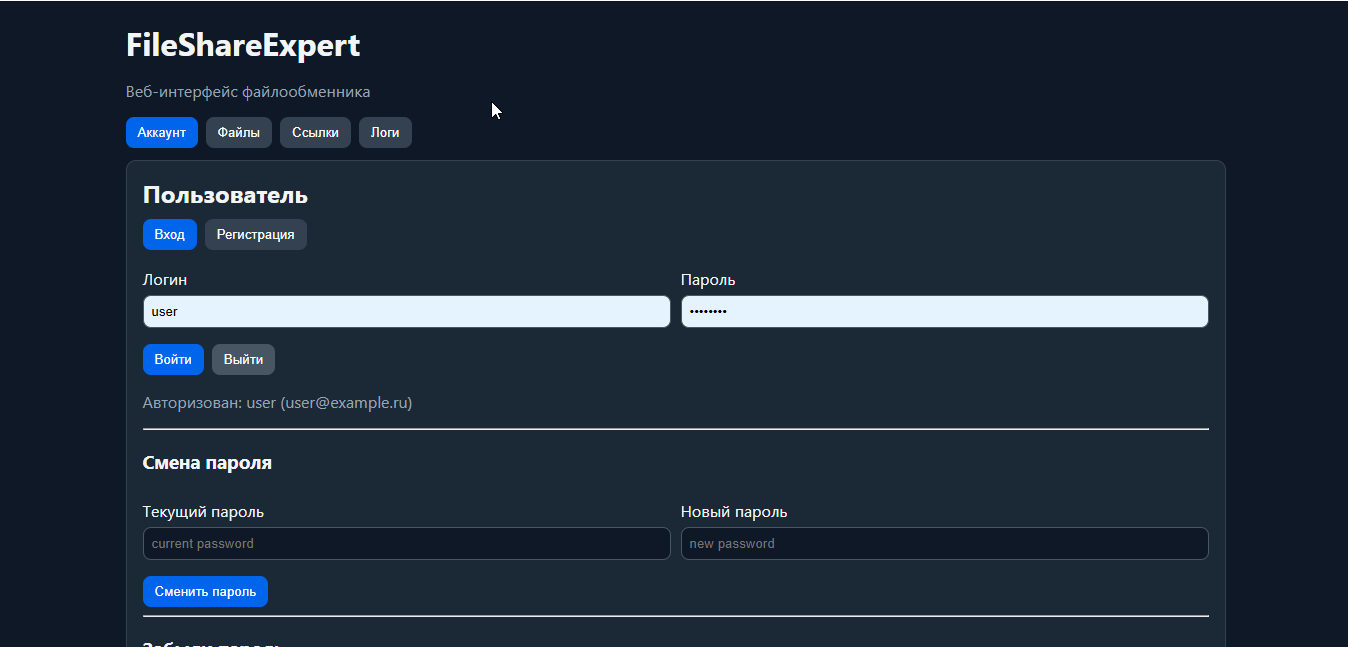 FileShareExpert
Веб-интерфейс файлообменника
Аккаунт Файлы Ссылки Логи
Пользователь
Вход Регистрация
Логин Пароль
user ••••••••
Войти Выйти
Авторизован: user (user@example.ru)
Смена пароля
Текущий пароль Новый пароль
current password new password
Сменить пароль